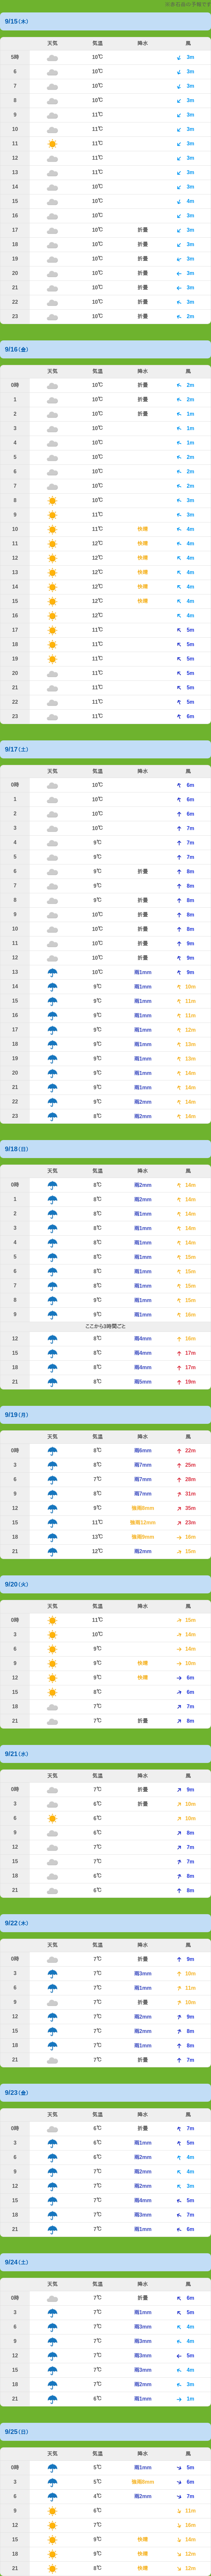 9/15(木)
天気 気温 降水 風
5時 10℃ 3m
6 10℃ 3m
7 10℃ 3m
8 10℃ 3m
9 11℃ 3m
10 11℃ 3m
11 11℃ 3m
12 11℃ 3m
13 11℃ 3m
14 10℃ 3m
15 10℃ 4m
16 10℃ 3m
17 10℃ 折畳 3m
18 10℃ 折畳 3m
19 10℃ 折畳 3m
20 10℃ 折畳 3m
21 10℃ 折畳 3m
22 10℃ 折畳 3m
23 10℃ 折畳 2m
9/16(金)
天気 気温 降水 風
0時 10℃ 折畳 2m
1 10℃ 折畳 2m
2 10℃ 折畳 1m
3 10℃ 1m
4 10℃ 1m
5 10℃ 2m
6 10℃ 2m
7 10℃ 2m
8 10℃ 3m
9 11℃ 3m
10 11℃ 快晴 4m
11 12℃ 快晴 4m
12 12℃ 快晴 4m
13 12℃ 快晴 4m
14 12℃ 快晴 4m
15 12℃ 快晴 4m
16 12℃ 4m
17 11℃ 5m
18 11℃ 5m
19 11℃ 5m
20 11℃ 5m
21 11℃ 5m
22 11℃ 5m
23 11℃ 6m
9/17(土)
天気 気温 降水 風
0時 10℃ 6m
1 10℃ 6m
2 10℃ 6m
3 10℃ 7m
4 9℃ 7m
5 9℃ 7m
6 9℃ 折畳 8m
7 9℃ 8m
8 9℃ 折畳 8m
9 10℃ 折畳 8m
10 10℃ 折畳 8m
11 10℃ 折畳 9m
12 10℃ 折畳 9m
13 10℃ 雨1mm 9m
14 9℃ 雨1mm 10m
15 9℃ 雨1mm 11m
16 9℃ 雨1mm 11m
17 9℃ 雨1mm 12m
18 9℃ 雨1mm 13m
19 9℃ 雨1mm 13m
20 9℃ 雨1mm 14m
21 9℃ 雨1mm 14m
22 8℃ 雨2mm 14m
23 8℃ 雨2mm 14m
9/18(日)
天気 気温 降水 風
0時 8℃ 雨2mm 14m
1 8℃ 雨2mm 14m
2 8℃ 雨1mm 14m
3 8℃ 雨1mm 14m
4 8℃ 雨1mm 14m
5 8℃ 雨1mm 15m
6 8℃ 雨1mm 15m
7 8℃ 雨1mm 15m
8 9℃ 雨1mm 15m
9 9℃ 雨1mm 16m
ここから3時間ごと
12 8℃ 雨4mm 16m
15 8℃ 雨4mm 17m
18 8℃ 雨4mm 17m
21 8℃ 雨5mm 19m
9/19(月)
天気 気温 降水 風
0時 8℃ 雨6mm 22m
3 8℃ 雨7mm 25m
6 7℃ 雨7mm 28m
9 8℃ 雨7mm 31m
12 9℃ 強雨8mm 35m
15 11℃ 強雨12mm 23m
18 13℃ 強雨9mm 16m
21 12℃ 雨2mm 15m
9/20(火)
天気 気温 降水 風
0時 11℃ 15m
3 10℃ 14m
6 9℃ 14m
9 9℃ 快晴 10m
12 9℃ 快晴 6m
15 8℃ 6m
18 7℃ 7m
21 7℃ 折畳 8m
9/21(水)
天気 気温 降水 風
0時 7℃ 折畳 9m
3 6℃ 折畳 10m
6 6℃ 10m
9 6℃ 8m
12 7℃ 7m
15 7℃ 7m
18 6℃ 8m
21 6℃ 8m
9/22(木)
天気 気温 降水 風
0時 7℃ 折畳 9m
3 7℃ 雨3mm 10m
6 7℃ 雨1mm 11m
9 7℃ 折畳 10m
12 7℃ 雨2mm 9m
15 7℃ 雨2mm 8m
18 7℃ 雨1mm 8m
21 7℃ 折畳 7m
9/23(金)
天気 気温 降水 風
0時 6℃ 折畳 7m
3 6℃ 雨1mm 5m
6 6℃ 雨2mm 4m
9 7℃ 雨2mm 4m
12 7℃ 雨2mm 3m
15 7℃ 雨4mm 5m
18 7℃ 雨3mm 7m
21 7℃ 雨1mm 6m
9/24(土)
天気 気温 降水 風
0時 7℃ 折畳 6m
3 7℃ 雨1mm 5m
6 7℃ 雨3mm 4m
9 7℃ 雨3mm 4m
12 7℃ 雨3mm 5m
15 7℃ 雨3mm 4m
18 7℃ 雨2mm 3m
21 6℃ 雨1mm 1m
9/25(日)
天気 気温 降水 風
0時 5℃ 雨1mm 5m
3 5℃ 強雨8mm 6m
6 4℃ 雨2mm 7m
9 6℃ 11m
12 7℃ 16m
15 9℃ 快晴 14m
18 9℃ 快晴 12m
21 8℃ 快晴 12m